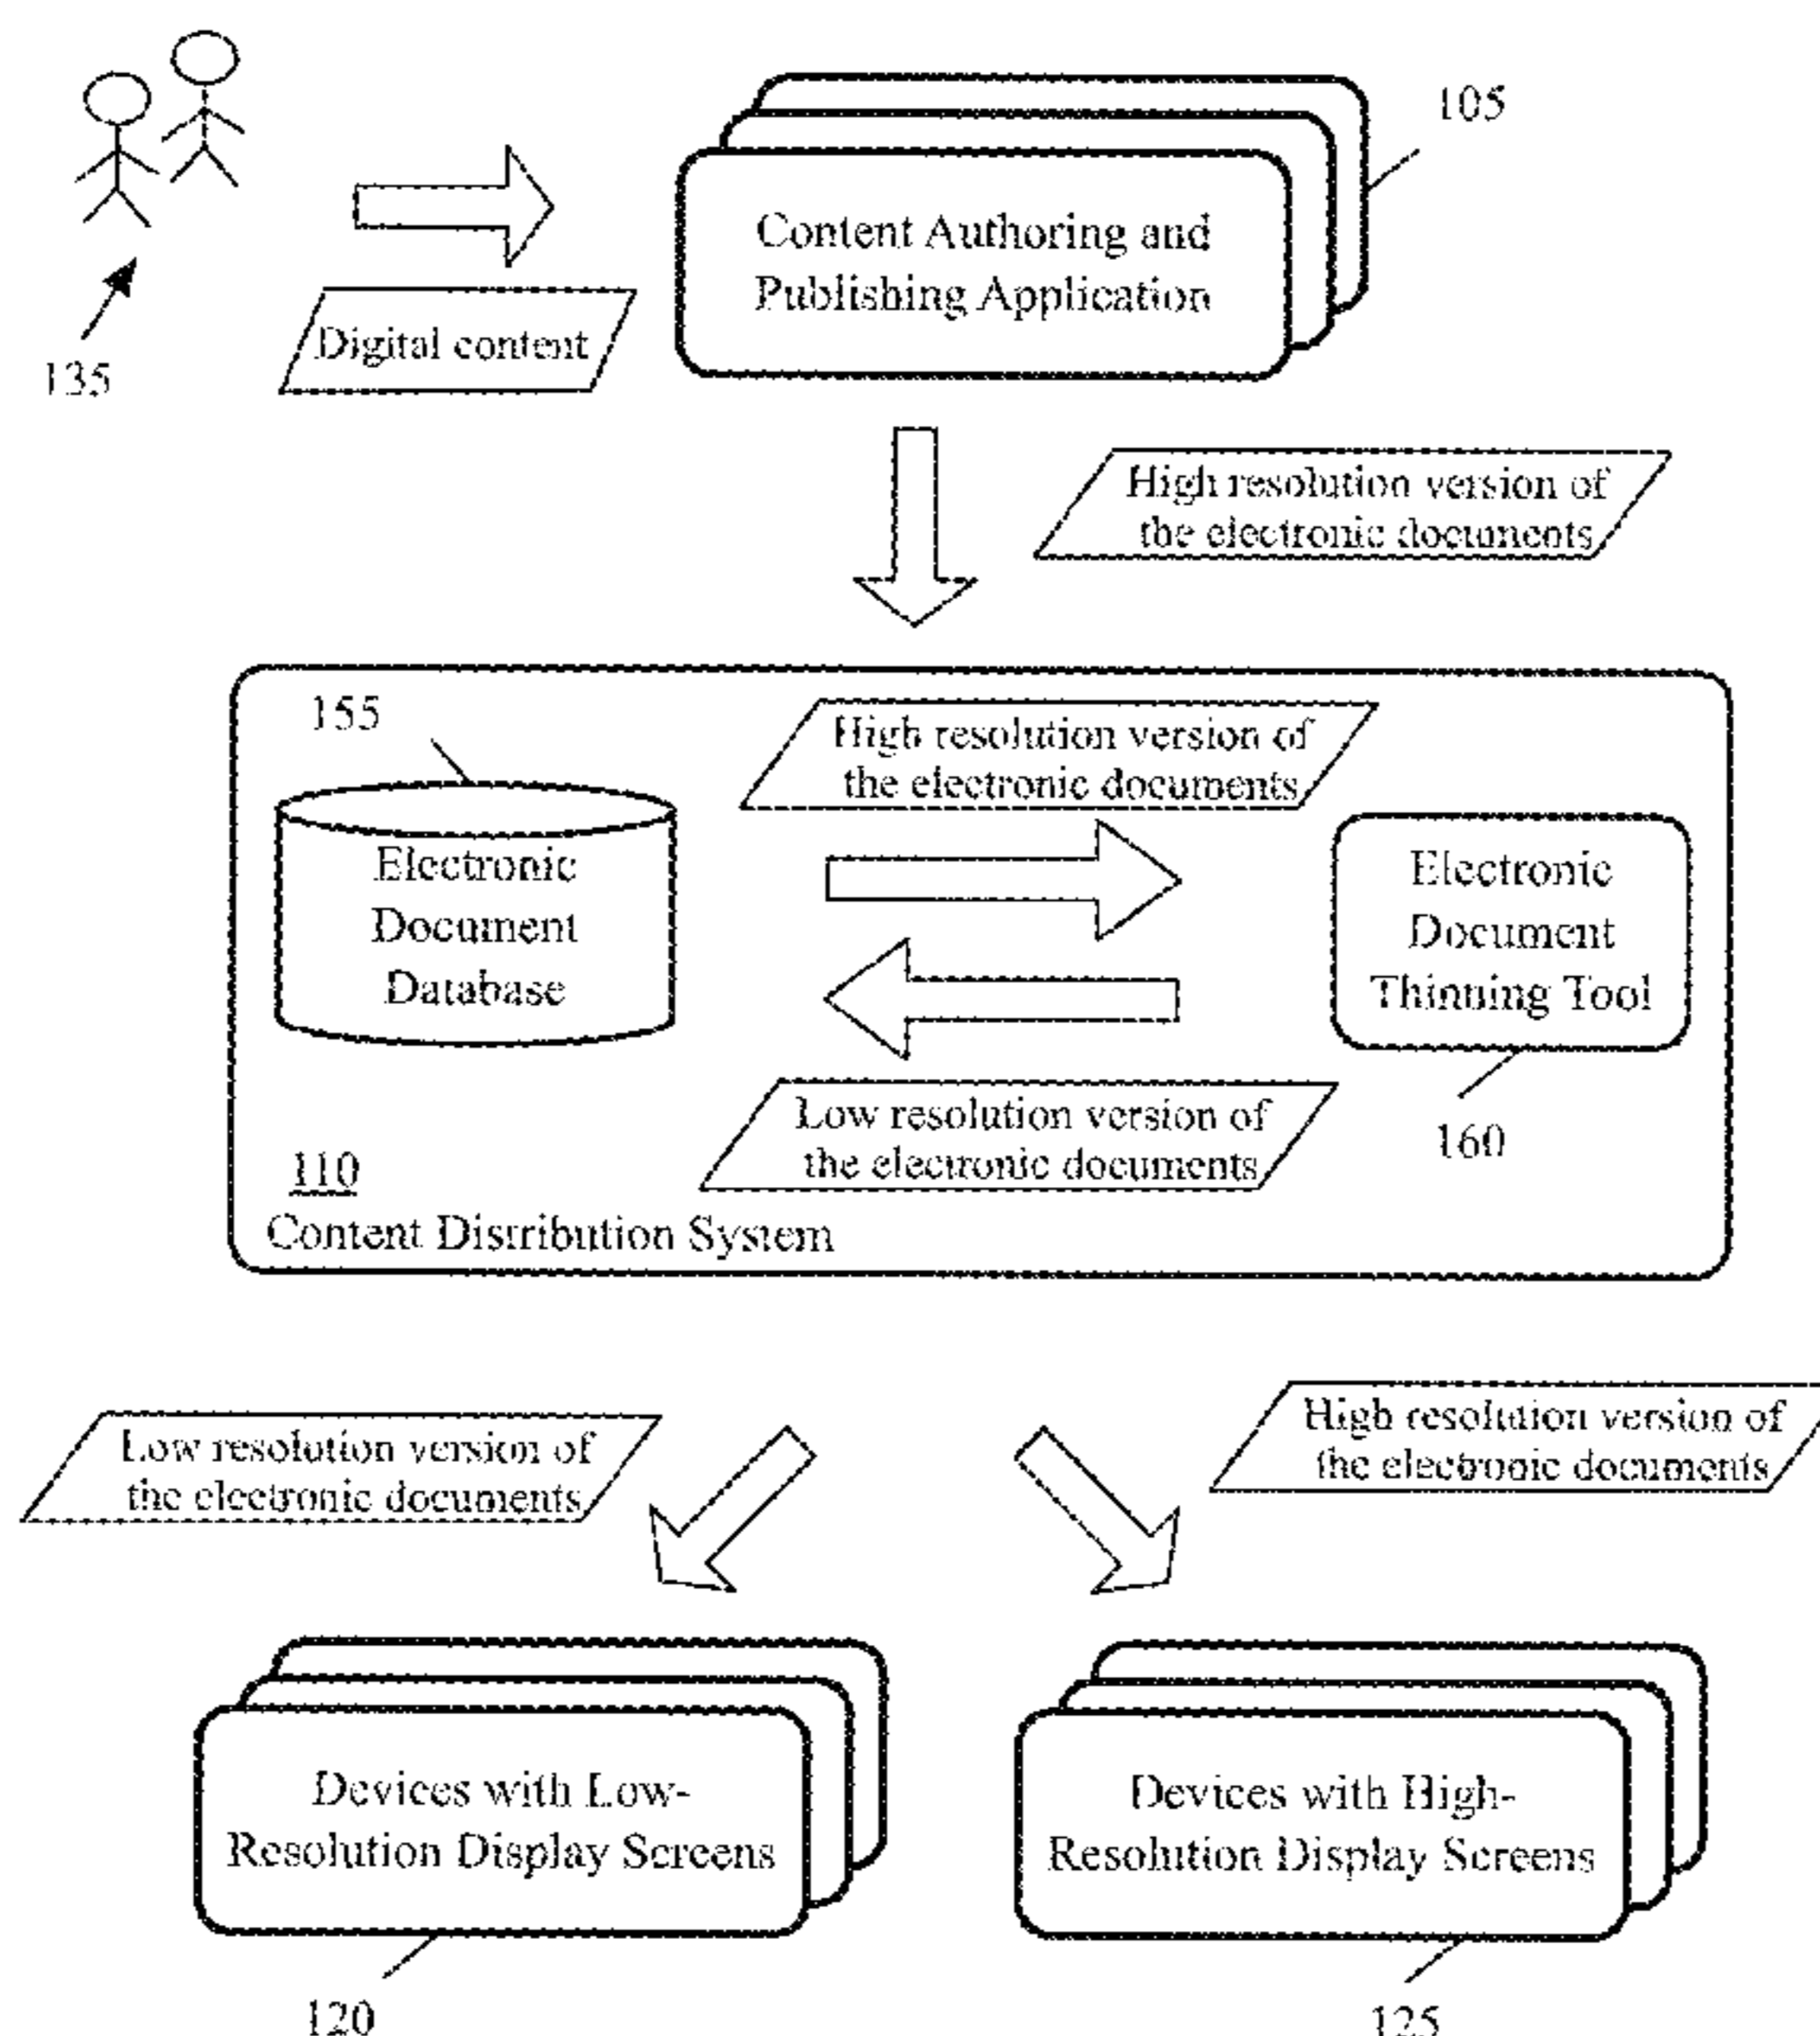 105
Content Authoring and
Publishing Application
Digital content
135
High resolution version of
the electronic documents
155
High resolution version of
the electronic documents
Electronic
Document
Database
Electronic
Document
Thinning Tool
Low resolution version of
the electronic documents
160
110
Content Distribution System
Low resolution version of
the electronic documents
High resolution version of
the electronic documents
Devices with Low-
Resolution Display Screens
Devices with High-
Resolution Display Screens
120
125